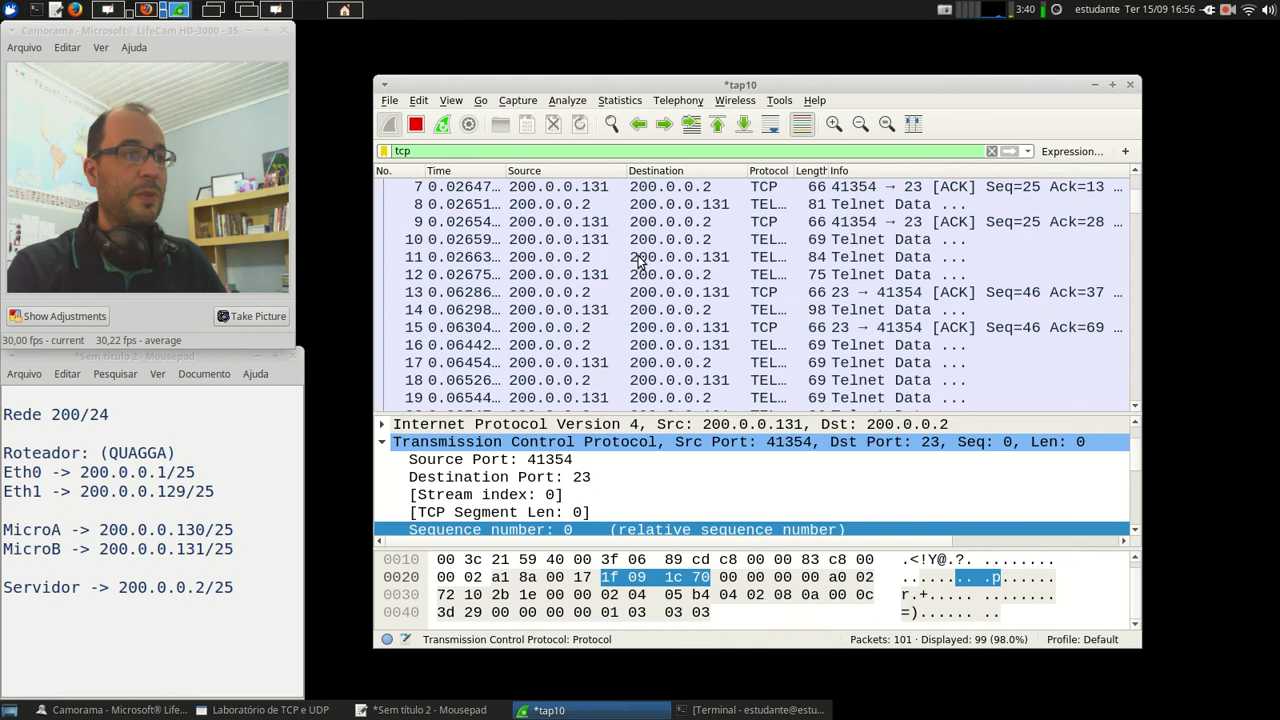 3:40 estudante Ter 15/09 16:56
Camorama - Microsoft® LifeCam HD-3000 - 35
Arquivo Editar Ver Ajuda
Show Adjustments Take Picture
30,00 fps - current 30,22 fps - average
*Sem título 2 - Mousepad
Arquivo Editar Pesquisar Ver Documento Ajuda
Rede 200/24
Roteador: (QUAGGA)
Eth0 -> 200.0.0.1/25
Eth1 -> 200.0.0.129/25
MicroA -> 200.0.0.130/25
MicroB -> 200.0.0.131/25
Servidor -> 200.0.0.2/25
*tap10
File Edit View Go Capture Analyze Statistics Telephony Wireless Tools Help
tcp Expression... +
No. Time Source Destination Protocol Length Info
7 0.02647... 200.0.0.131 200.0.0.2 TCP 66 41354 → 23 [ACK] Seq=25 Ack=13 ...
8 0.02651... 200.0.0.2 200.0.0.131 TEL... 81 Telnet Data ...
9 0.02654... 200.0.0.131 200.0.0.2 TCP 66 41354 → 23 [ACK] Seq=25 Ack=28 ...
10 0.02659... 200.0.0.131 200.0.0.2 TEL... 69 Telnet Data ...
11 0.02663... 200.0.0.2 200.0.0.131 TEL... 84 Telnet Data ...
12 0.02675... 200.0.0.131 200.0.0.2 TEL... 75 Telnet Data ...
13 0.06286... 200.0.0.2 200.0.0.131 TCP 66 23 → 41354 [ACK] Seq=46 Ack=37 ...
14 0.06298... 200.0.0.131 200.0.0.2 TEL... 98 Telnet Data ...
15 0.06304... 200.0.0.2 200.0.0.131 TCP 66 23 → 41354 [ACK] Seq=46 Ack=69 ...
16 0.06442... 200.0.0.2 200.0.0.131 TEL... 69 Telnet Data ...
17 0.06454... 200.0.0.131 200.0.0.2 TEL... 69 Telnet Data ...
18 0.06526... 200.0.0.2 200.0.0.131 TEL... 69 Telnet Data ...
19 0.06544... 200.0.0.131 200.0.0.2 TEL... 69 Telnet Data ...
Internet Protocol Version 4, Src: 200.0.0.131, Dst: 200.0.0.2
Transmission Control Protocol, Src Port: 41354, Dst Port: 23, Seq: 0, Len: 0
Source Port: 41354
Destination Port: 23
[Stream index: 0]
[TCP Segment Len: 0]
Sequence number: 0 (relative sequence number)
0010 00 3c 21 59 40 00 3f 06 89 cd c8 00 00 83 c8 00 .<!Y@.?. ........
0020 00 02 a1 8a 00 17 1f 09 1c 70 00 00 00 00 a0 02 ........ .p......
0030 72 10 2b 1e 00 00 02 04 05 b4 04 02 08 0a 00 0c r.+..... ........
0040 3d 29 00 00 00 00 01 03 03 03 =)...... ..
Transmission Control Protocol: Protocol Packets: 101 · Displayed: 99 (98.0%) Profile: Default
Camorama - Microsoft® Life... Laboratório de TCP e UDP *Sem título 2 - Mousepad *tap10 [Terminal - estudante@estu...